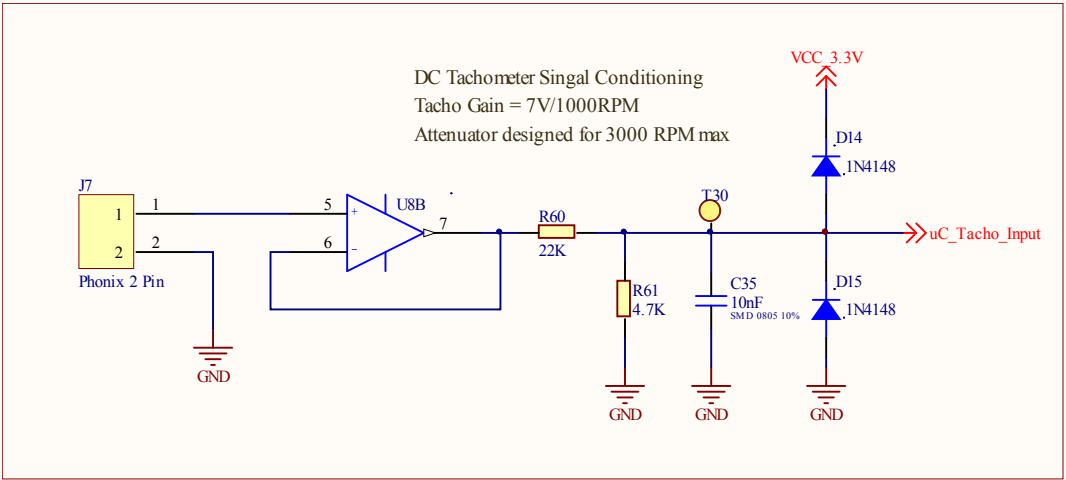 DC Tachometer Singal Conditioning
Tacho Gain = 7V/1000RPM
Attenuator designed for 3000 RPM max
VCC_3.3V
D14
1N4148
J7
1 1
2 2
Phonix 2 Pin
GND
5
+
6
-
U8B
7
R60
22K
T30
uC_Tacho_Input
R61
4.7K
C35
10nF
SMD 0805 10%
D15
1N4148
GND
GND
GND